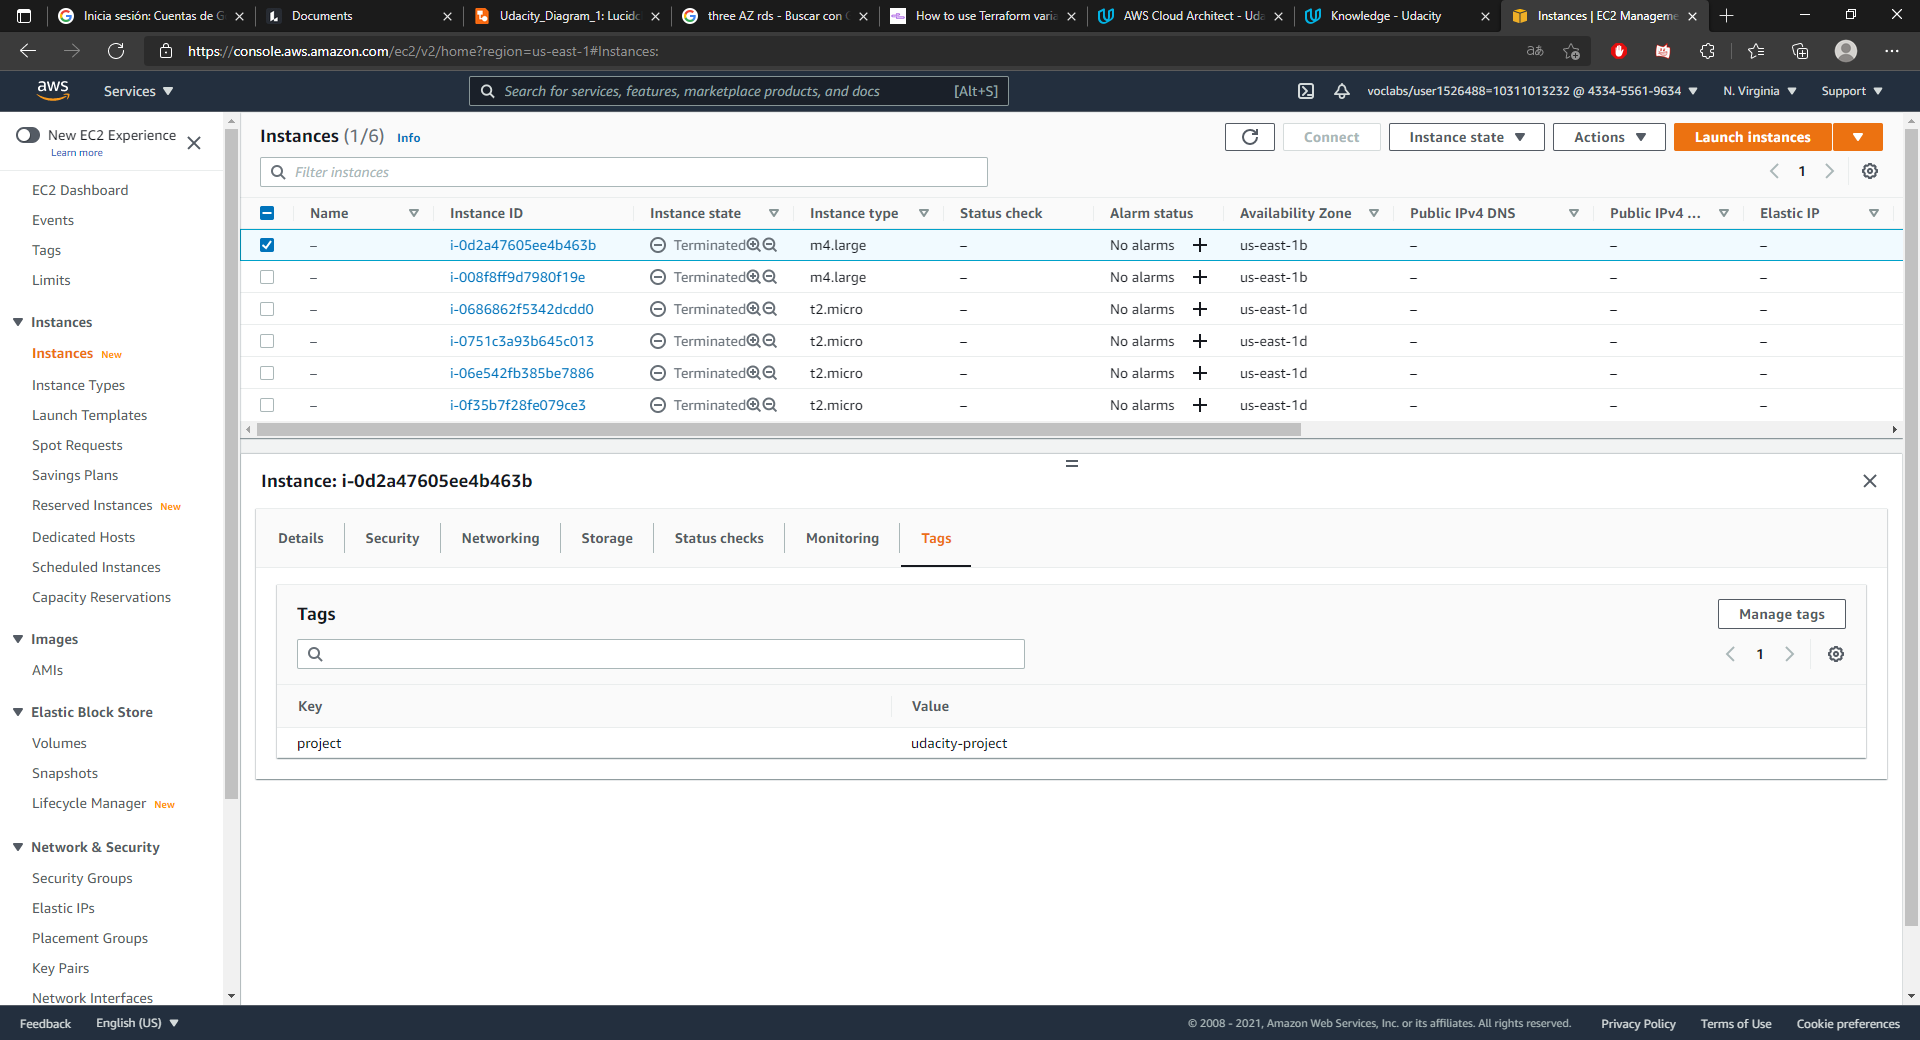 Inicia sesión: Cuentas de G
Documents
Udacity_Diagram_1: Lucidc
three AZ rds - Buscar con G
How to use Terraform varia
AWS Cloud Architect - Uda
Knowledge - Udacity
Instances | EC2 Manageme
https://console.aws.amazon.com/ec2/v2/home?region=us-east-1#Instances:
aws
Services
Search for services, features, marketplace products, and docs [Alt+S]
voclabs/user1526488=10311013232 @ 4334-5561-9634
N. Virginia
Support
New EC2 Experience
Learn more
EC2 Dashboard
Events
Tags
Limits
Instances
Instances New
Instance Types
Launch Templates
Spot Requests
Savings Plans
Reserved Instances New
Dedicated Hosts
Scheduled Instances
Capacity Reservations
Images
AMIs
Elastic Block Store
Volumes
Snapshots
Lifecycle Manager New
Network & Security
Security Groups
Elastic IPs
Placement Groups
Key Pairs
Network Interfaces
Instances (1/6) Info
Connect
Instance state
Actions
Launch instances
Filter instances
1
Name Instance ID Instance state Instance type Status check Alarm status Availability Zone Public IPv4 DNS Public IPv4 ... Elastic IP
– i-0d2a47605ee4b463b Terminated m4.large – No alarms + us-east-1b – – –
– i-008f8ff9d7980f19e Terminated m4.large – No alarms + us-east-1b – – –
– i-0686862f5342dcdd0 Terminated t2.micro – No alarms + us-east-1d – – –
– i-0751c3a93b645c013 Terminated t2.micro – No alarms + us-east-1d – – –
– i-06e542fb385be7886 Terminated t2.micro – No alarms + us-east-1d – – –
– i-0f35b7f28fe079ce3 Terminated t2.micro – No alarms + us-east-1d – – –
Instance: i-0d2a47605ee4b463b
Details
Security
Networking
Storage
Status checks
Monitoring
Tags
Tags
Manage tags
1
Key Value
project udacity-project
Feedback
English (US)
© 2008 - 2021, Amazon Web Services, Inc. or its affiliates. All rights reserved.
Privacy Policy
Terms of Use
Cookie preferences